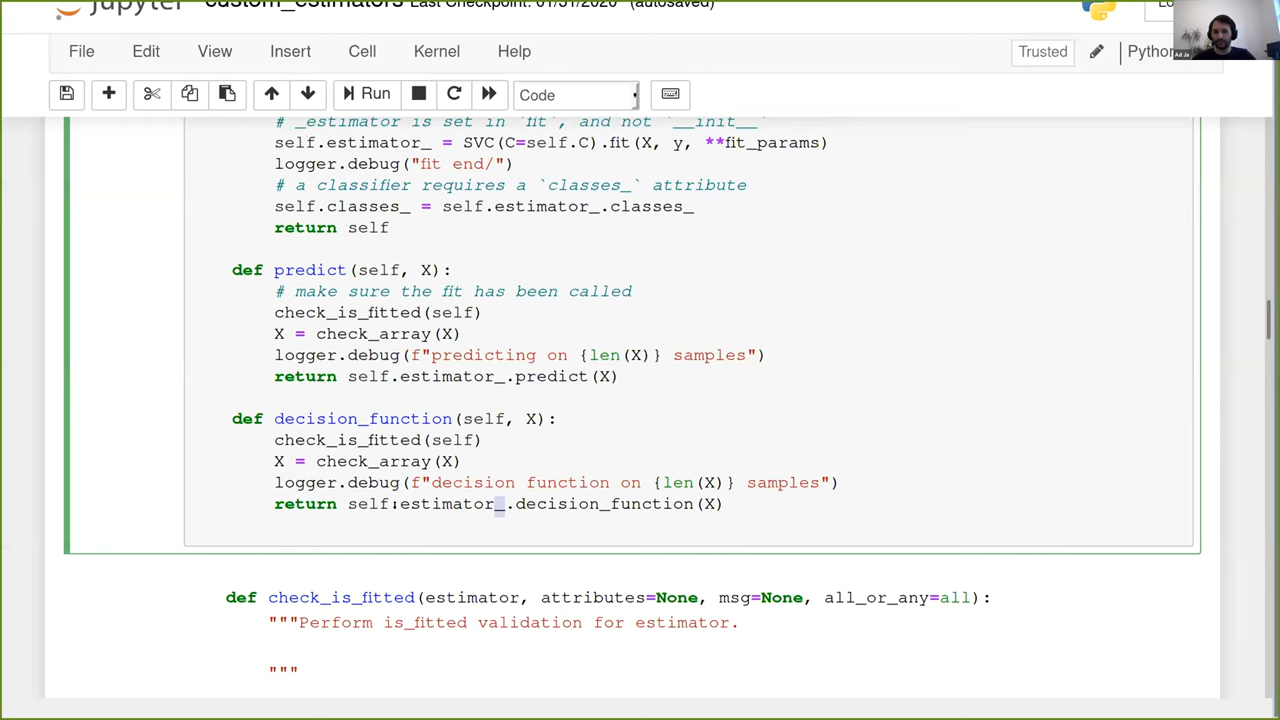 jupyter custom_estimators Last Checkpoint: 01/31/2020 (autosaved)
File Edit View Insert Cell Kernel Help Trusted Python
Run Code
# _estimator is set in `fit`, and not `__init__`
self.estimator_ = SVC(C=self.C).fit(X, y, **fit_params)
logger.debug("fit end/")
# a classifier requires a `classes_` attribute
self.classes_ = self.estimator_.classes_
return self
def predict(self, X):
# make sure the fit has been called
check_is_fitted(self)
X = check_array(X)
logger.debug(f"predicting on {len(X)} samples")
return self.estimator_.predict(X)
def decision_function(self, X):
check_is_fitted(self)
X = check_array(X)
logger.debug(f"decision function on {len(X)} samples")
return self.estimator_.decision_function(X)
def check_is_fitted(estimator, attributes=None, msg=None, all_or_any=all):
"""Perform is_fitted validation for estimator.
"""